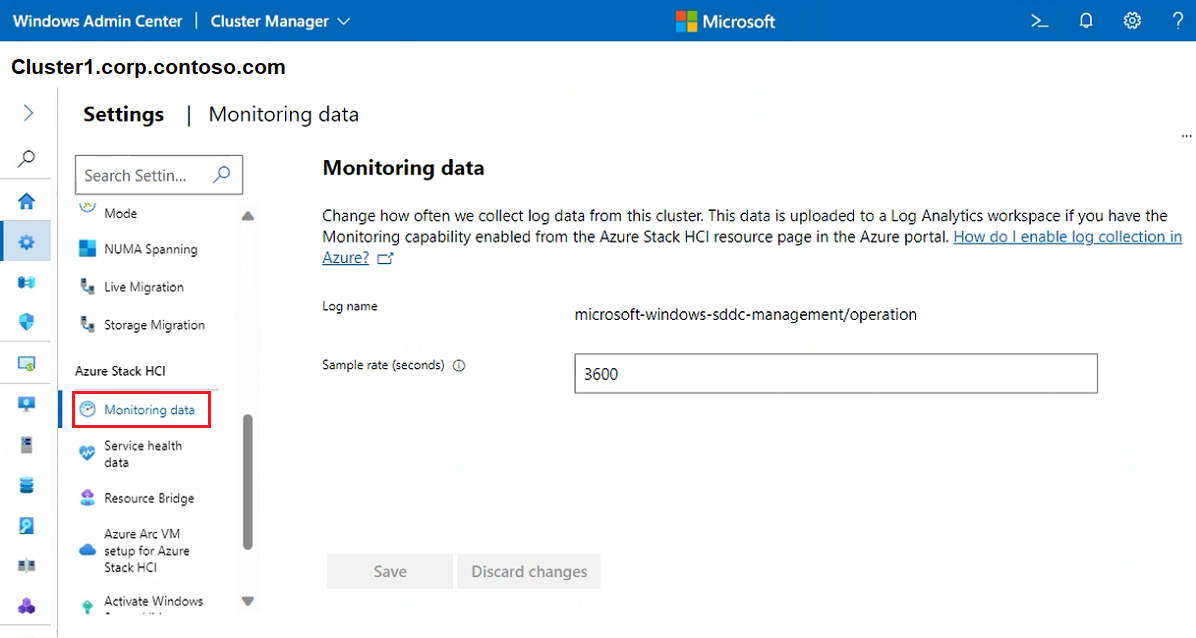 Windows Admin Center | Cluster Manager
Microsoft
>_
?
Cluster1.corp.contoso.com
Settings | Monitoring data
...
Search Settin...
Mode
NUMA Spanning
Live Migration
Storage Migration
Azure Stack HCI
Monitoring data
Service health
data
Resource Bridge
Azure Arc VM
setup for Azure
Stack HCI
Activate Windows
Monitoring data
Change how often we collect log data from this cluster. This data is uploaded to a Log Analytics workspace if you have the
Monitoring capability enabled from the Azure Stack HCI resource page in the Azure portal. How do I enable log collection in
Azure?
Log name
microsoft-windows-sddc-management/operation
Sample rate (seconds)
3600
Save
Discard changes